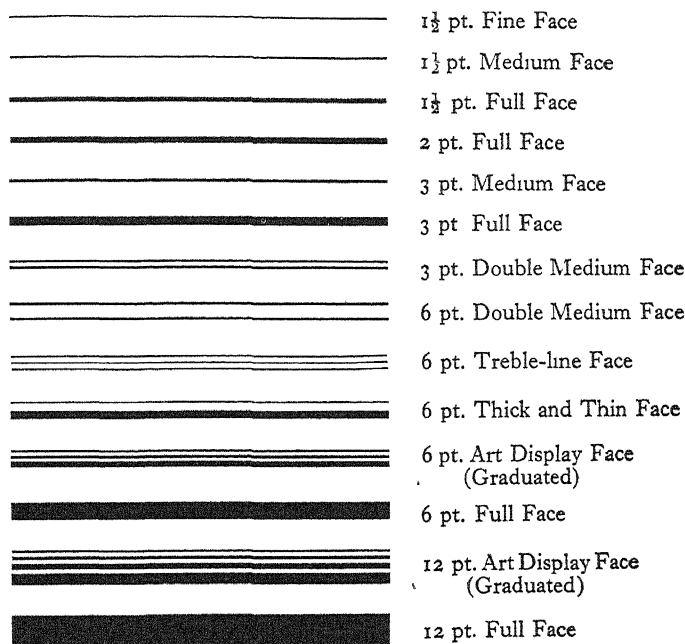 1½ pt. Fine Face
1½ pt. Medium Face
1½ pt. Full Face
2 pt. Full Face
3 pt. Medium Face
3 pt Full Face
3 pt. Double Medium Face
6 pt. Double Medium Face
6 pt. Treble-line Face
6 pt. Thick and Thin Face
6 pt. Art Display Face
(Graduated)
6 pt. Full Face
12 pt. Art Display Face
(Graduated)
12 pt. Full Face